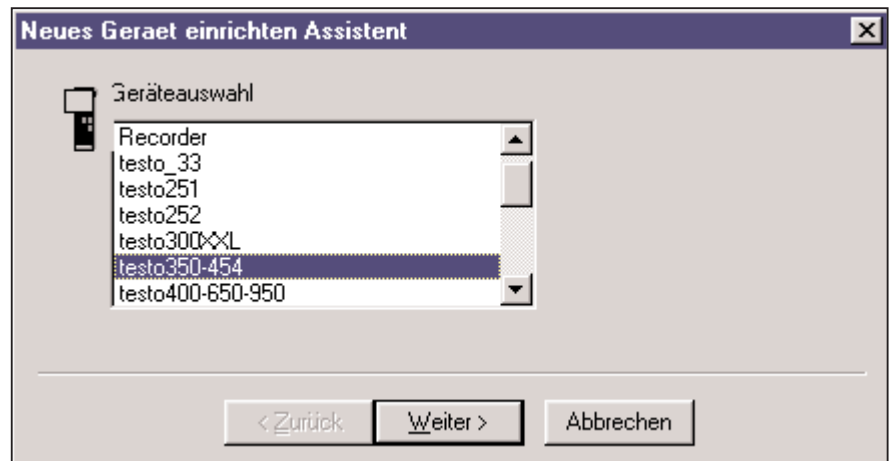 Neues Geraet einrichten Assistent
Geräteauswahl
Recorder
testo_33
testo251
testo252
testo300XXL
testo350-454
testo400-650-950
< Zurück
Weiter >
Abbrechen